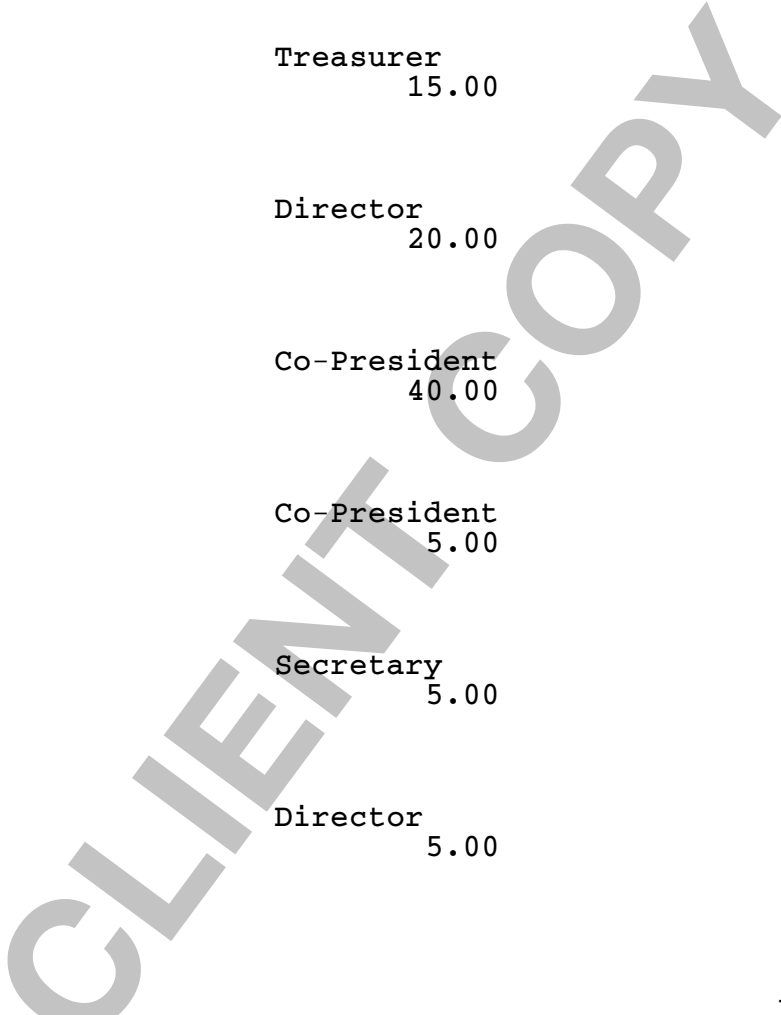 Treasurer
15.00
Director
20.00
Co-President
40.00
Co-President
5.00
Secretary
5.00
Director
5.00
CLIENT COPY